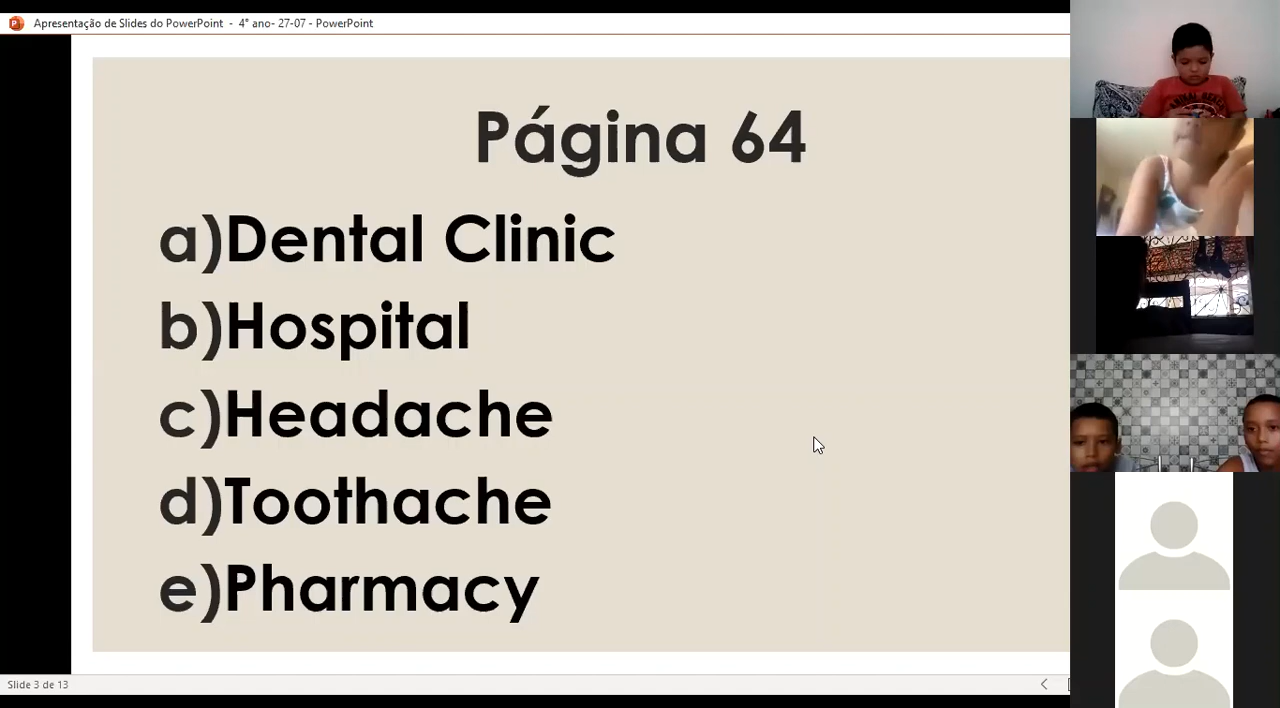 Apresentação de Slides do PowerPoint - 4° ano- 27-07 - PowerPoint
Página 64
a)Dental Clinic
b)Hospital
c)Headache
d)Toothache
e)Pharmacy
Slide 3 de 13